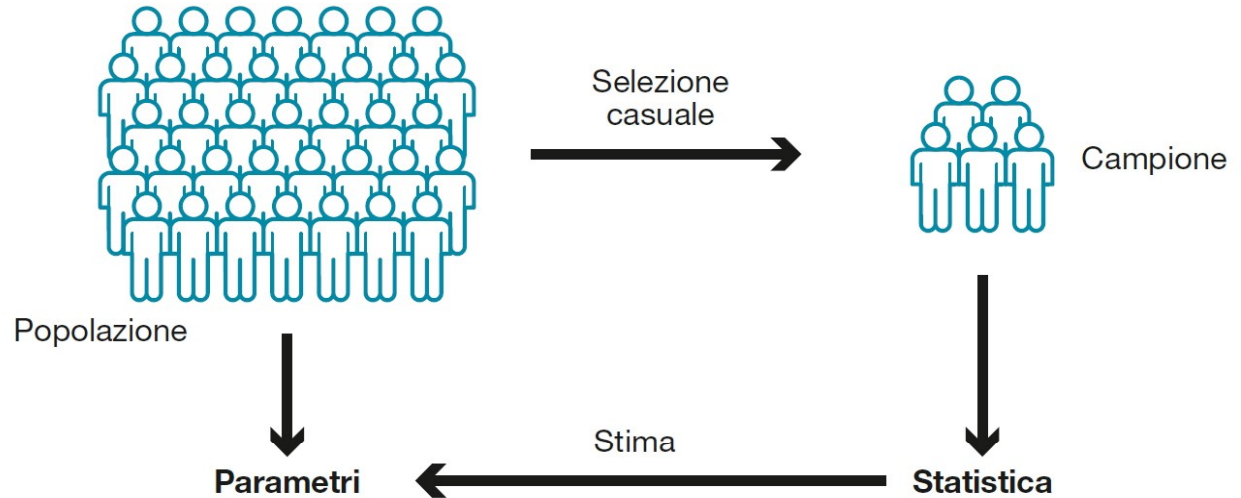 Selezione
casuale
Campione
Popolazione
Stima
Parametri
Statistica